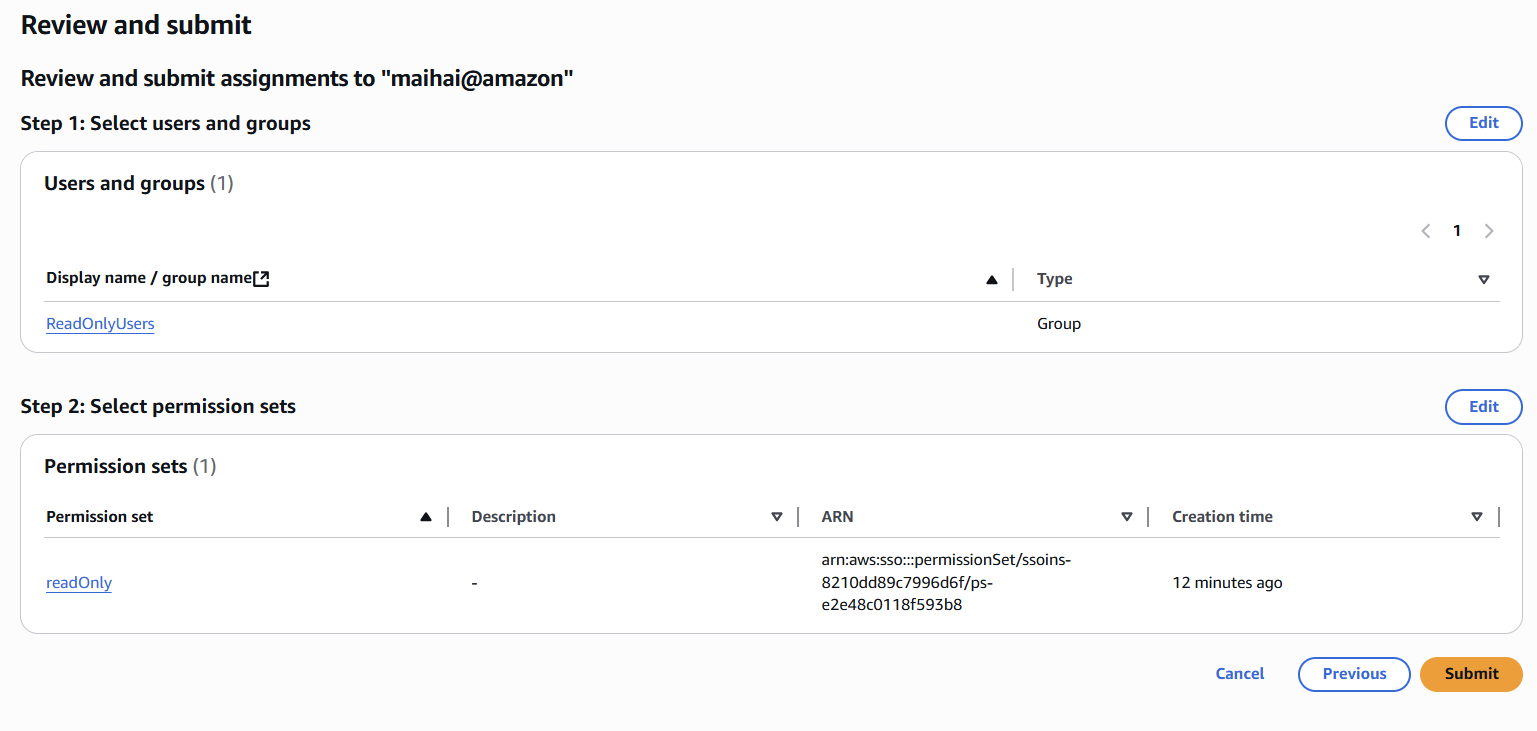 Review and submit
Review and submit assignments to "maihai@amazon"
Step 1: Select users and groups
Edit
Users and groups (1)
1
Display name / group name
Type
ReadOnlyUsers
Group
Step 2: Select permission sets
Edit
Permission sets (1)
Permission set
Description
ARN
Creation time
readOnly
-
arn:aws:sso:::permissionSet/ssoins-
8210dd89c7996d6f/ps-
e2e48c0118f593b8
12 minutes ago
Cancel
Previous
Submit